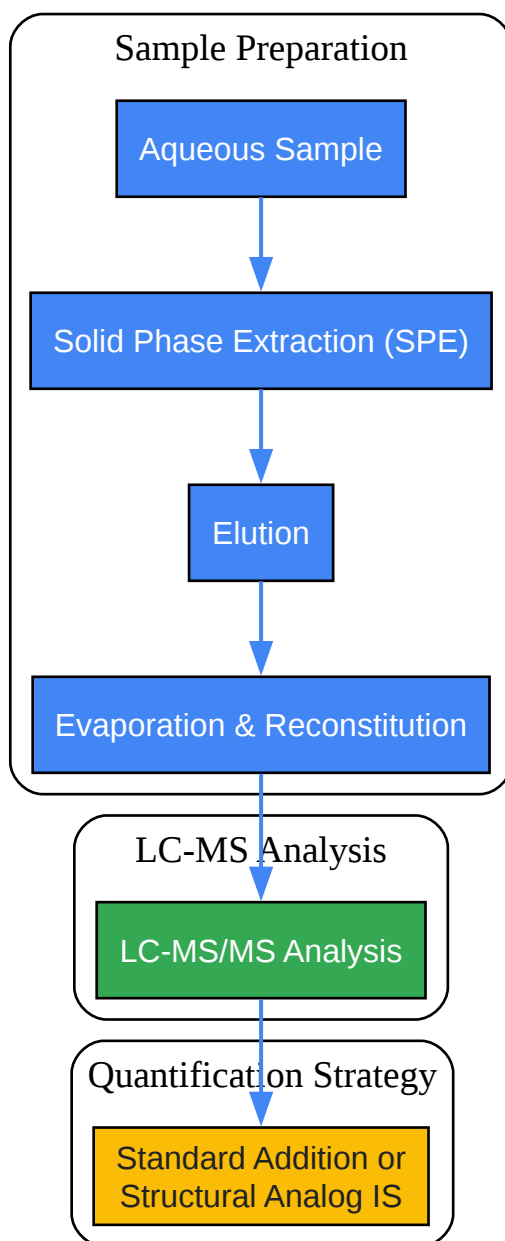 Sample Preparation
Aqueous Sample
Solid Phase Extraction (SPE)
Elution
Evaporation & Reconstitution
LC-MS Analysis
LC-MS/MS Analysis
Quantification Strategy
Standard Addition or
Structural Analog IS